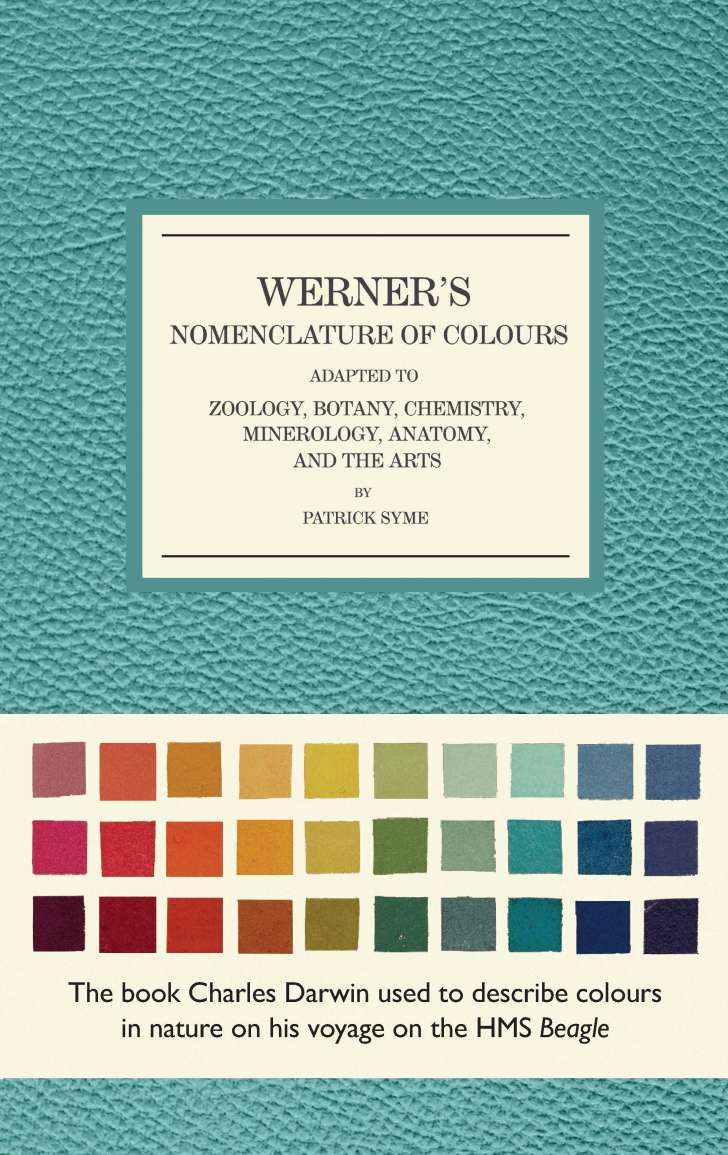 WERNER’S
NOMENCLATURE OF COLOURS
ADAPTED TO
ZOOLOGY, BOTANY, CHEMISTRY,
MINEROLOGY, ANATOMY,
AND THE ARTS
BY
PATRICK SYME
The book Charles Darwin used to describe colours
in nature on his voyage on the HMS Beagle